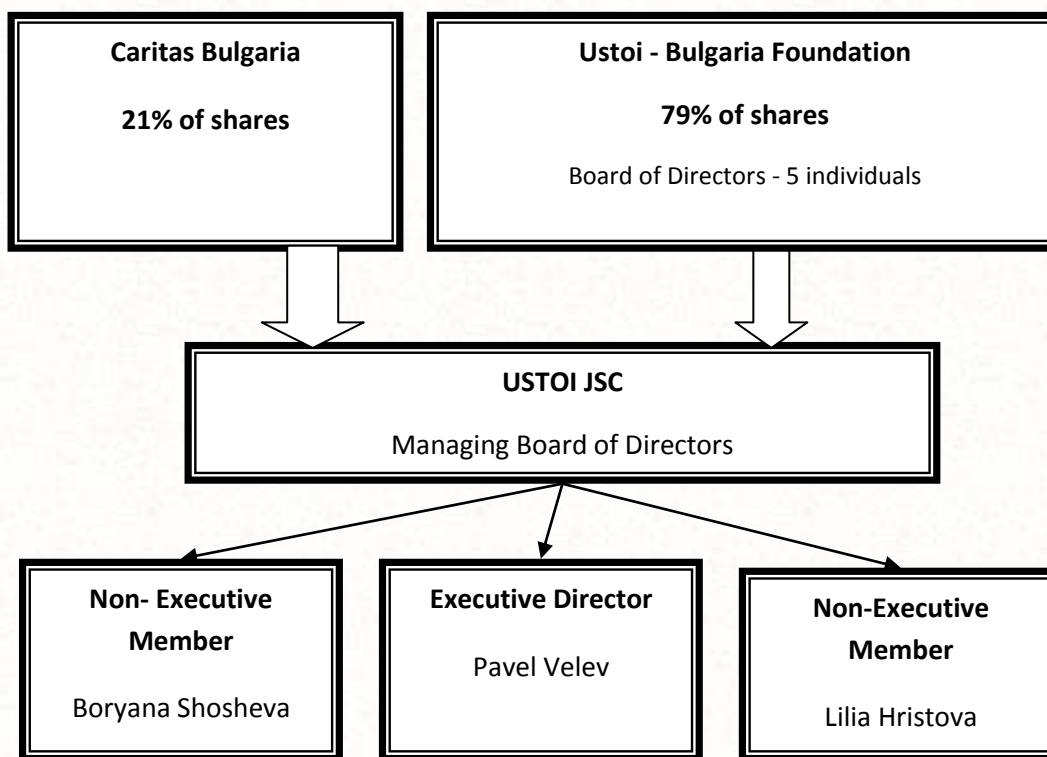 Caritas Bulgaria
21% of shares
Ustoi - Bulgaria Foundation
79% of shares
Board of Directors - 5 individuals
USTOI JSC
Managing Board of Directors
Non- Executive
Member
Boryana Shosheva
Executive Director
Pavel Velev
Non-Executive
Member
Lilia Hristova